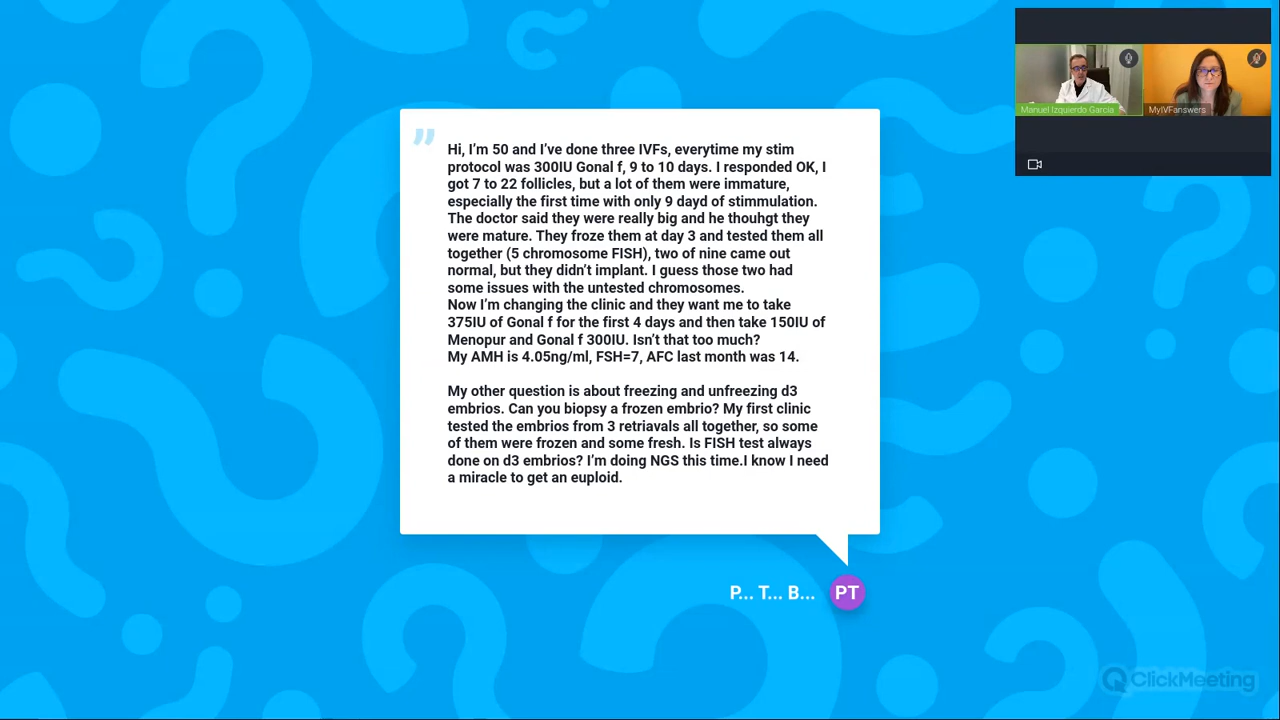 Manuel Izquierdo Garcia
MyIVFanswers
”
Hi, I’m 50 and I’ve done three IVFs, everytime my stim
protocol was 300IU Gonal f, 9 to 10 days. I responded OK, I
got 7 to 22 follicles, but a lot of them were immature,
especially the first time with only 9 dayd of stimmulation.
The doctor said they were really big and he thouhgt they
were mature. They froze them at day 3 and tested them all
together (5 chromosome FISH), two of nine came out
normal, but they didn’t implant. I guess those two had
some issues with the untested chromosomes.
Now I’m changing the clinic and they want me to take
375IU of Gonal f for the first 4 days and then take 150IU of
Menopur and Gonal f 300IU. Isn’t that too much?
My AMH is 4.05ng/ml, FSH=7, AFC last month was 14.
My other question is about freezing and unfreezing d3
embrios. Can you biopsy a frozen embrio? My first clinic
tested the embrios from 3 retriavals all together, so some
of them were frozen and some fresh. Is FISH test always
done on d3 embrios? I’m doing NGS this time.I know I need
a miracle to get an euploid.
P... T... B...
PT
ClickMeeting